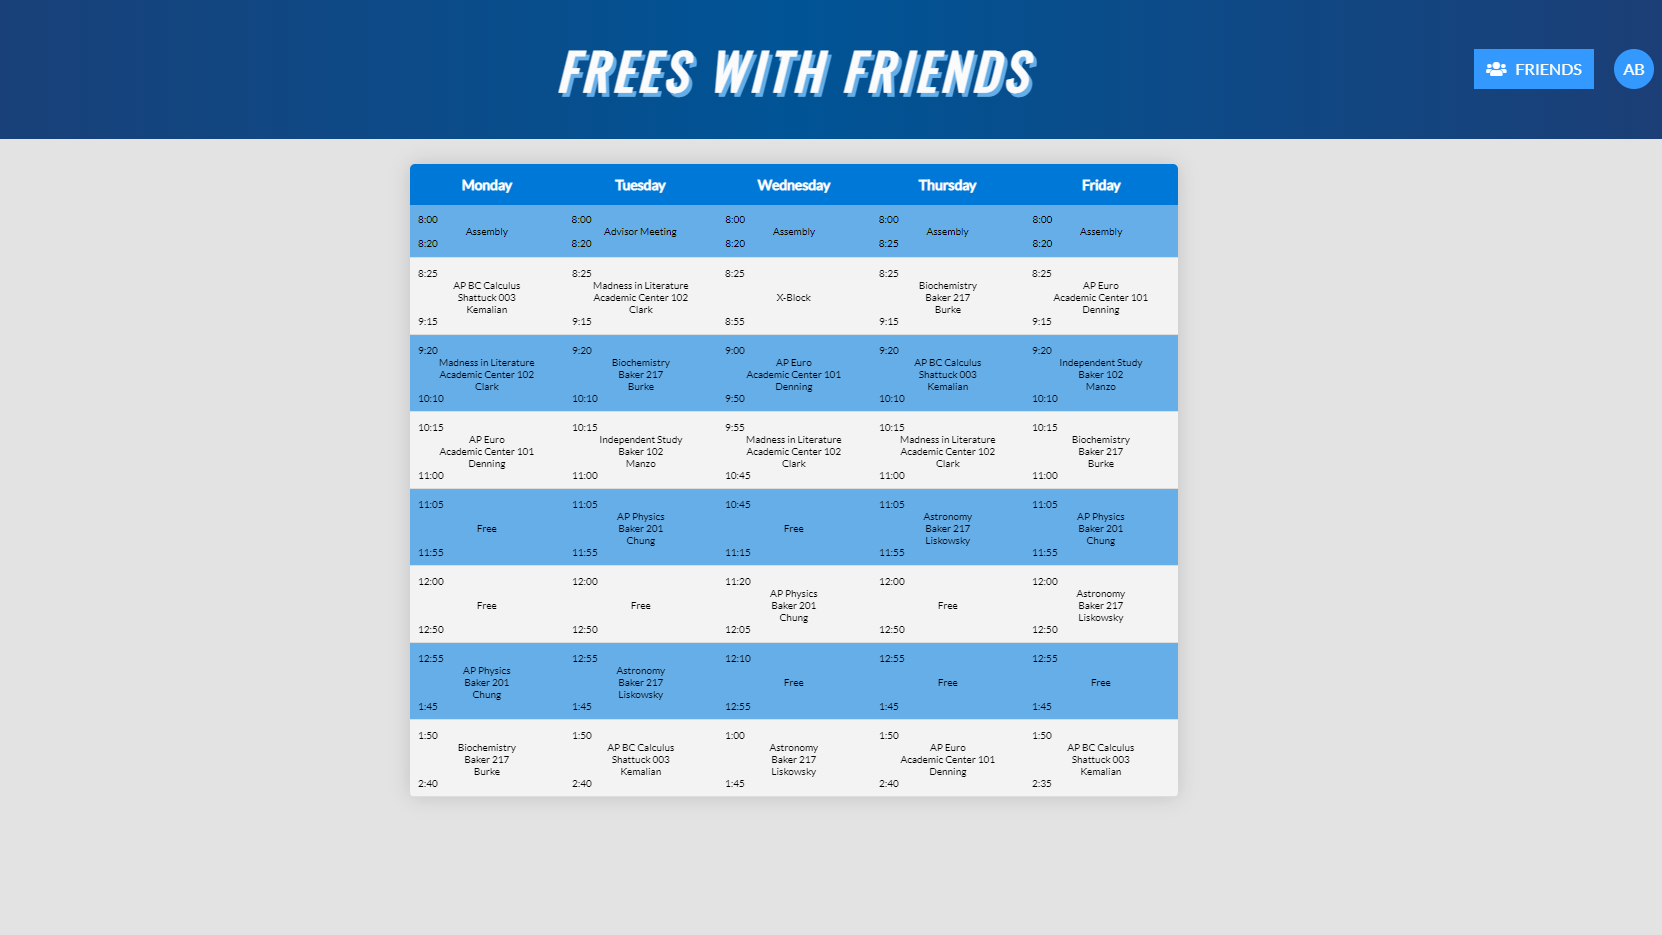 FREES WITH FRIENDS
FRIENDS
AB
Monday Tuesday Wednesday Thursday Friday
8:00 8:00 8:00 8:00 8:00
Assembly Advisor Meeting Assembly Assembly Assembly
8:20 8:20 8:20 8:25 8:20
8:25 8:25 8:25 8:25 8:25
AP BC Calculus Madness in Literature Biochemistry AP Euro
Shattuck 003 Academic Center 102 X-Block Baker 217 Academic Center 101
Kemalian Clark Burke Denning
9:15 9:15 8:55 9:15 9:15
9:20 9:20 9:00 9:20 9:20
Madness in Literature Biochemistry AP Euro AP BC Calculus Independent Study
Academic Center 102 Baker 217 Academic Center 101 Shattuck 003 Baker 102
Clark Burke Denning Kemalian Manzo
10:10 10:10 9:50 10:10 10:10
10:15 10:15 9:55 10:15 10:15
AP Euro Independent Study Madness in Literature Madness in Literature Biochemistry
Academic Center 101 Baker 102 Academic Center 102 Academic Center 102 Baker 217
Denning Manzo Clark Clark Burke
11:00 11:00 10:45 11:00 11:00
11:05 11:05 10:45 11:05 11:05
AP Physics Astronomy AP Physics
Free Baker 201 Free Baker 217 Baker 201
Chung Liskowsky Chung
11:55 11:55 11:15 11:55 11:55
12:00 12:00 11:20 12:00 12:00
AP Physics Astronomy
Free Free Baker 201 Free Baker 217
Chung Liskowsky
12:50 12:50 12:05 12:50 12:50
12:55 12:55 12:10 12:55 12:55
AP Physics Astronomy
Baker 201 Baker 217 Free Free Free
Chung Liskowsky
1:45 1:45 12:55 1:45 1:45
1:50 1:50 1:00 1:50 1:50
Biochemistry AP BC Calculus Astronomy AP Euro AP BC Calculus
Baker 217 Shattuck 003 Baker 217 Academic Center 101 Shattuck 003
Burke Kemalian Liskowsky Denning Kemalian
2:40 2:40 1:45 2:40 2:35